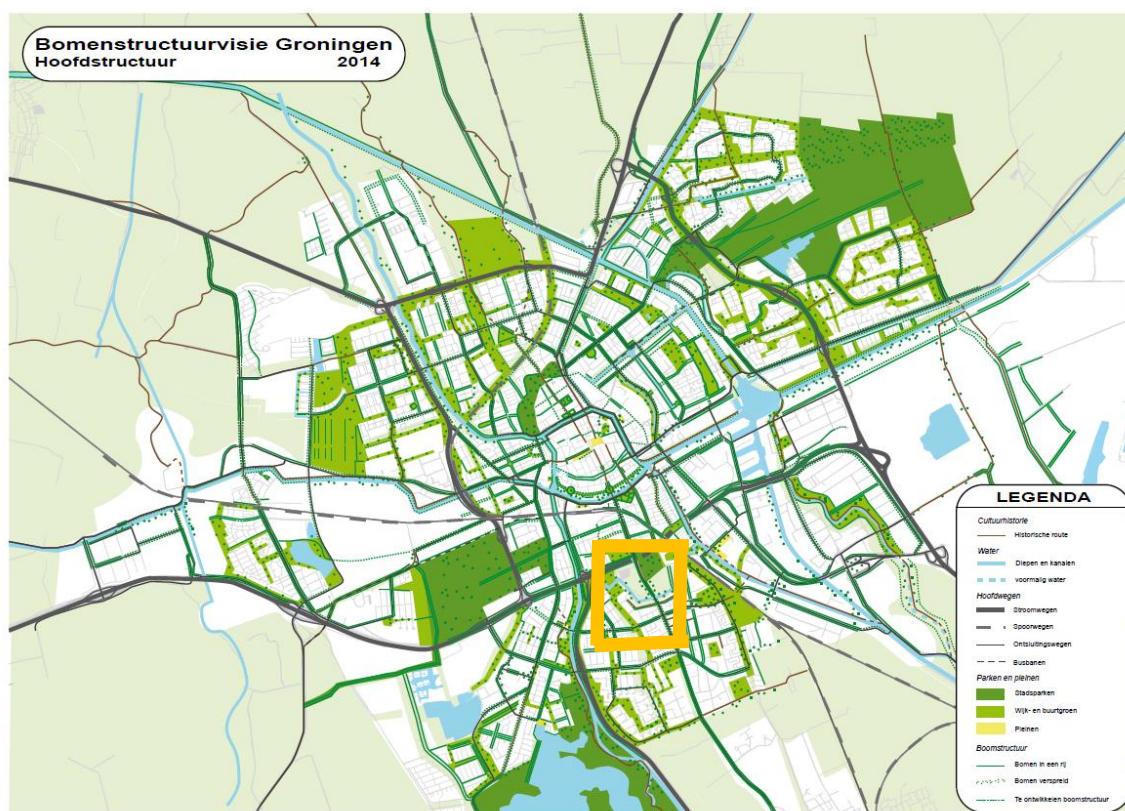 Bomenstructuurvisie Groningen
Hoofdstructuur 2014
LEGENDA
Cultuurhistorie
Historische route
Water
Diepen en kanalen
voormalig water
Hoofdwegen
Stroomwegen
Spoorwegen
Ontsluitingswegen
Busbanen
Parken en pleinen
Stadsparken
Wijk- en buurtgroen
Pleinen
Boomstructuur
Bomen in een rij
Bomen verspreid
Te ontwikkelen boomstructuur